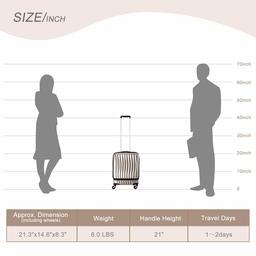 SIZE/INCH
70inch
60inch
50inch
40inch
30inch
20inch
10inch
0
Approx. Dimension
(including wheels)
Weight
Handle Height
Travel Days
21.3"x14.6"x8.3"
6.0 LBS
21"
1~2days